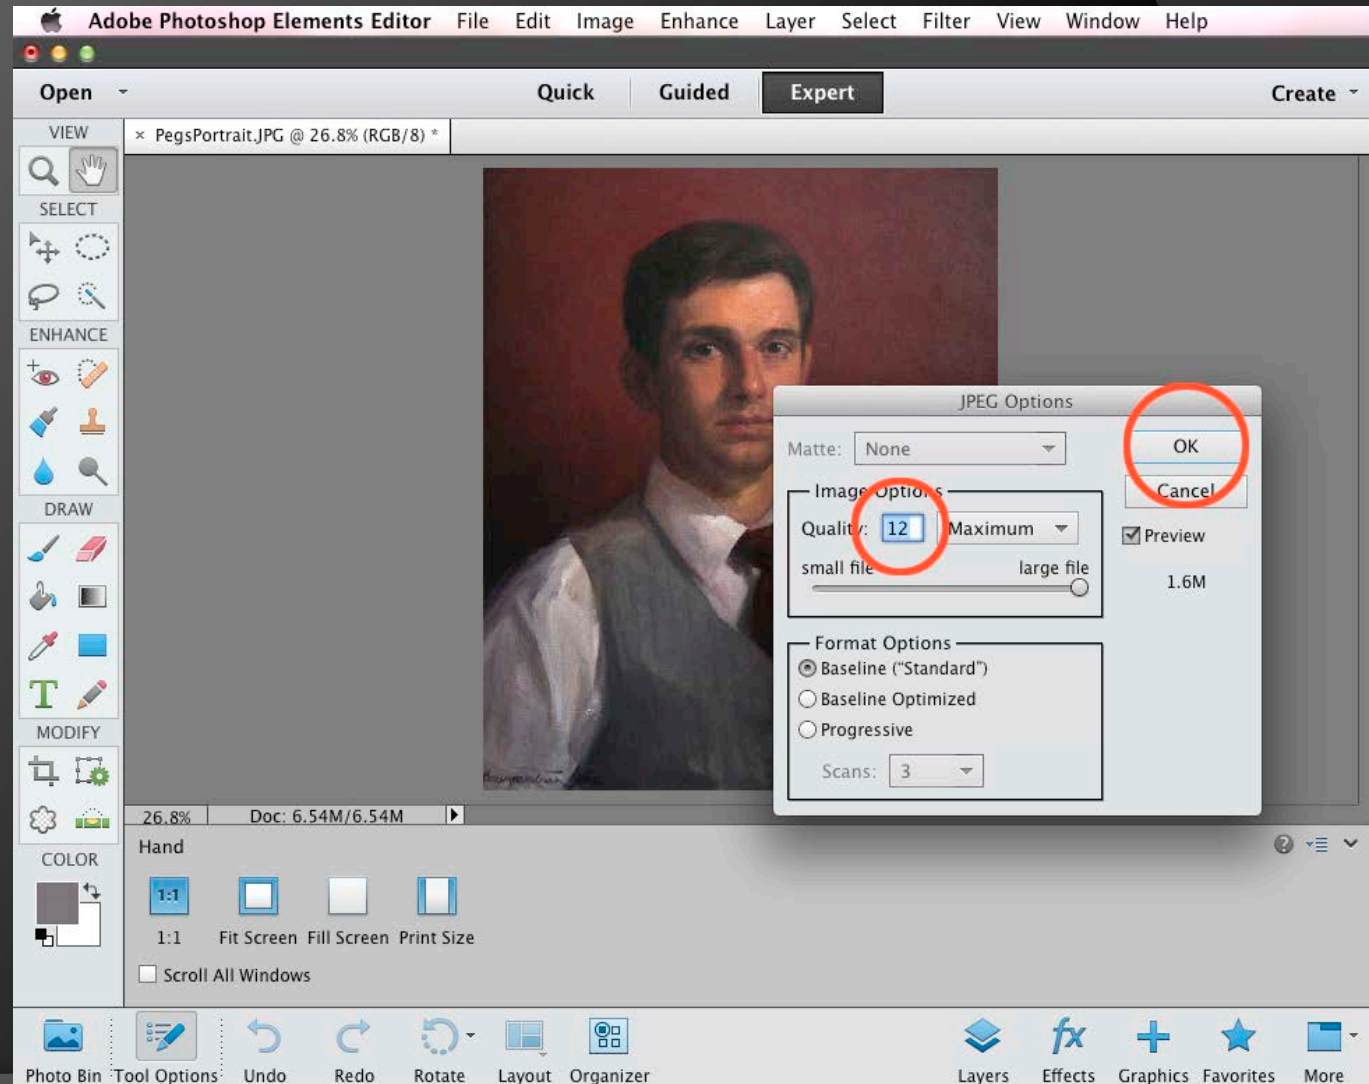 Adobe Photoshop Elements Editor File Edit Image Enhance Layer Select Filter View Window Help
Open Quick Guided Expert Create
VIEW
× PegsPortrait.JPG @ 26.8% (RGB/8) *
SELECT
ENHANCE
DRAW
T
MODIFY
COLOR
JPEG Options
Matte: None
OK
Cancel
Image Options
Quality: 12 Maximum
Preview
small file large file
1.6M
Format Options
Baseline (“Standard”)
Baseline Optimized
Progressive
Scans: 3
26.8% Doc: 6.54M/6.54M
Hand
1:1
1:1 Fit Screen Fill Screen Print Size
Scroll All Windows
fx
Photo Bin Tool Options Undo Redo Rotate Layout Organizer Layers Effects Graphics Favorites More